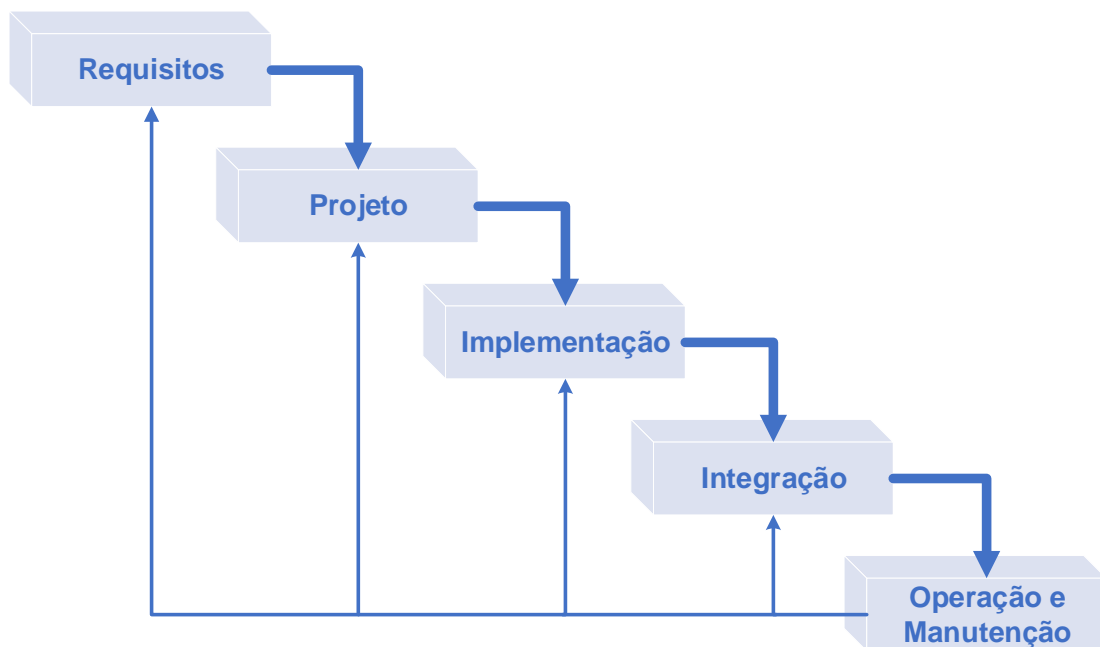 Requisitos
Projeto
Implementação
Integração
Operação e
Manutenção